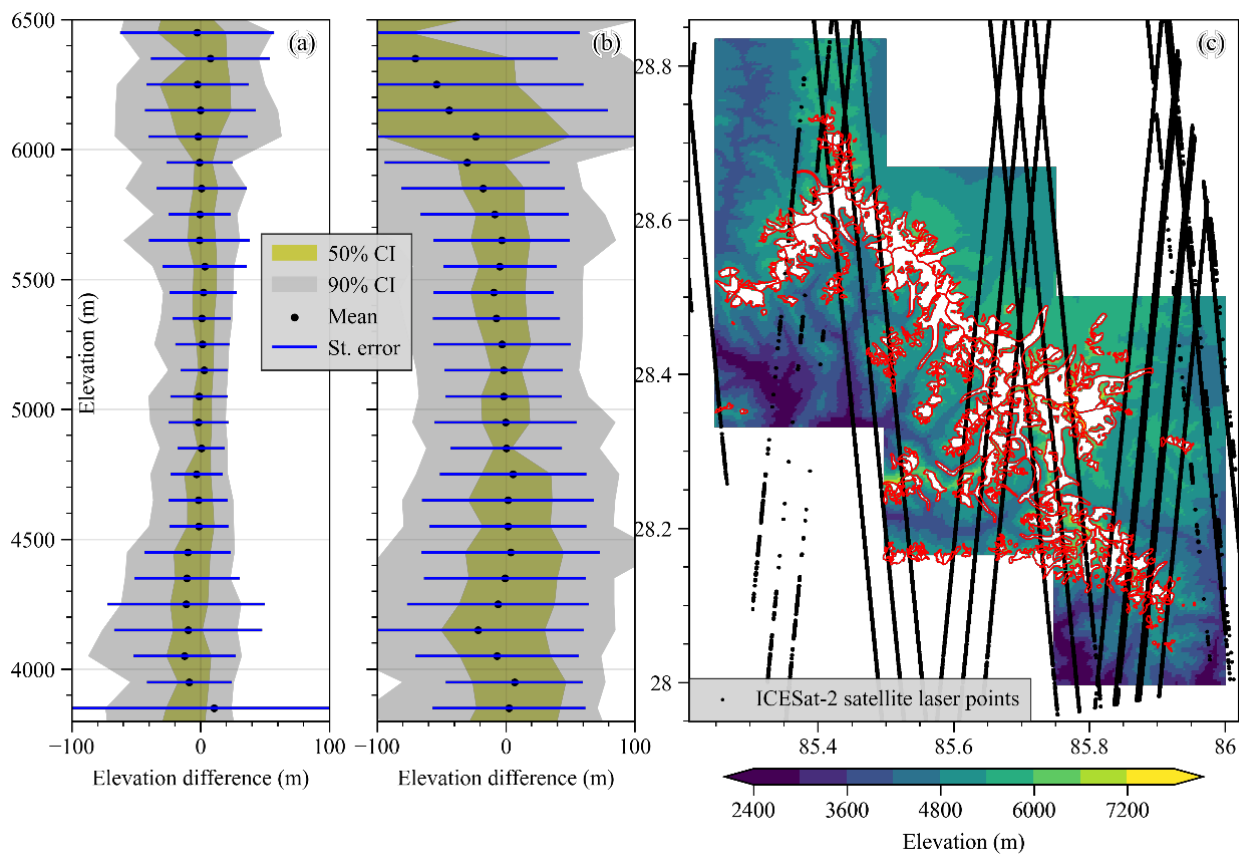 (a)
(b)
(c)
6500
6000
5500
5000
4500
4000
Elevation (m)
50% CI
90% CI
Mean
St. error
−100
0
100
−100
0
100
Elevation difference (m)
Elevation difference (m)
28.8
28.6
28.4
28.2
28
ICESat-2 satellite laser points
85.4
85.6
85.8
86
2400
3600
4800
6000
7200
Elevation (m)